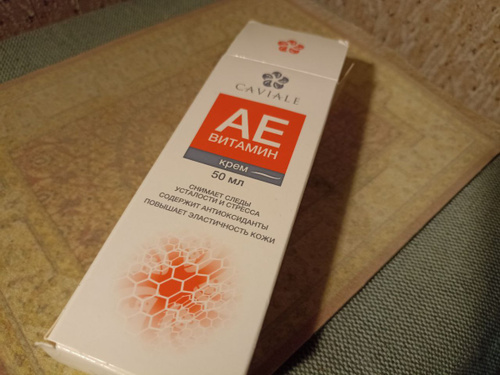 CAVIALE
АЕ
ВИТАМИН
крем
50 мл
СНИМАЕТ СЛЕДЫ
УСТАЛОСТИ И СТРЕССА
СОДЕРЖИТ АНТИОКСИДАНТЫ
ПОВЫШАЕТ ЭЛАСТИЧНОСТЬ КОЖИ